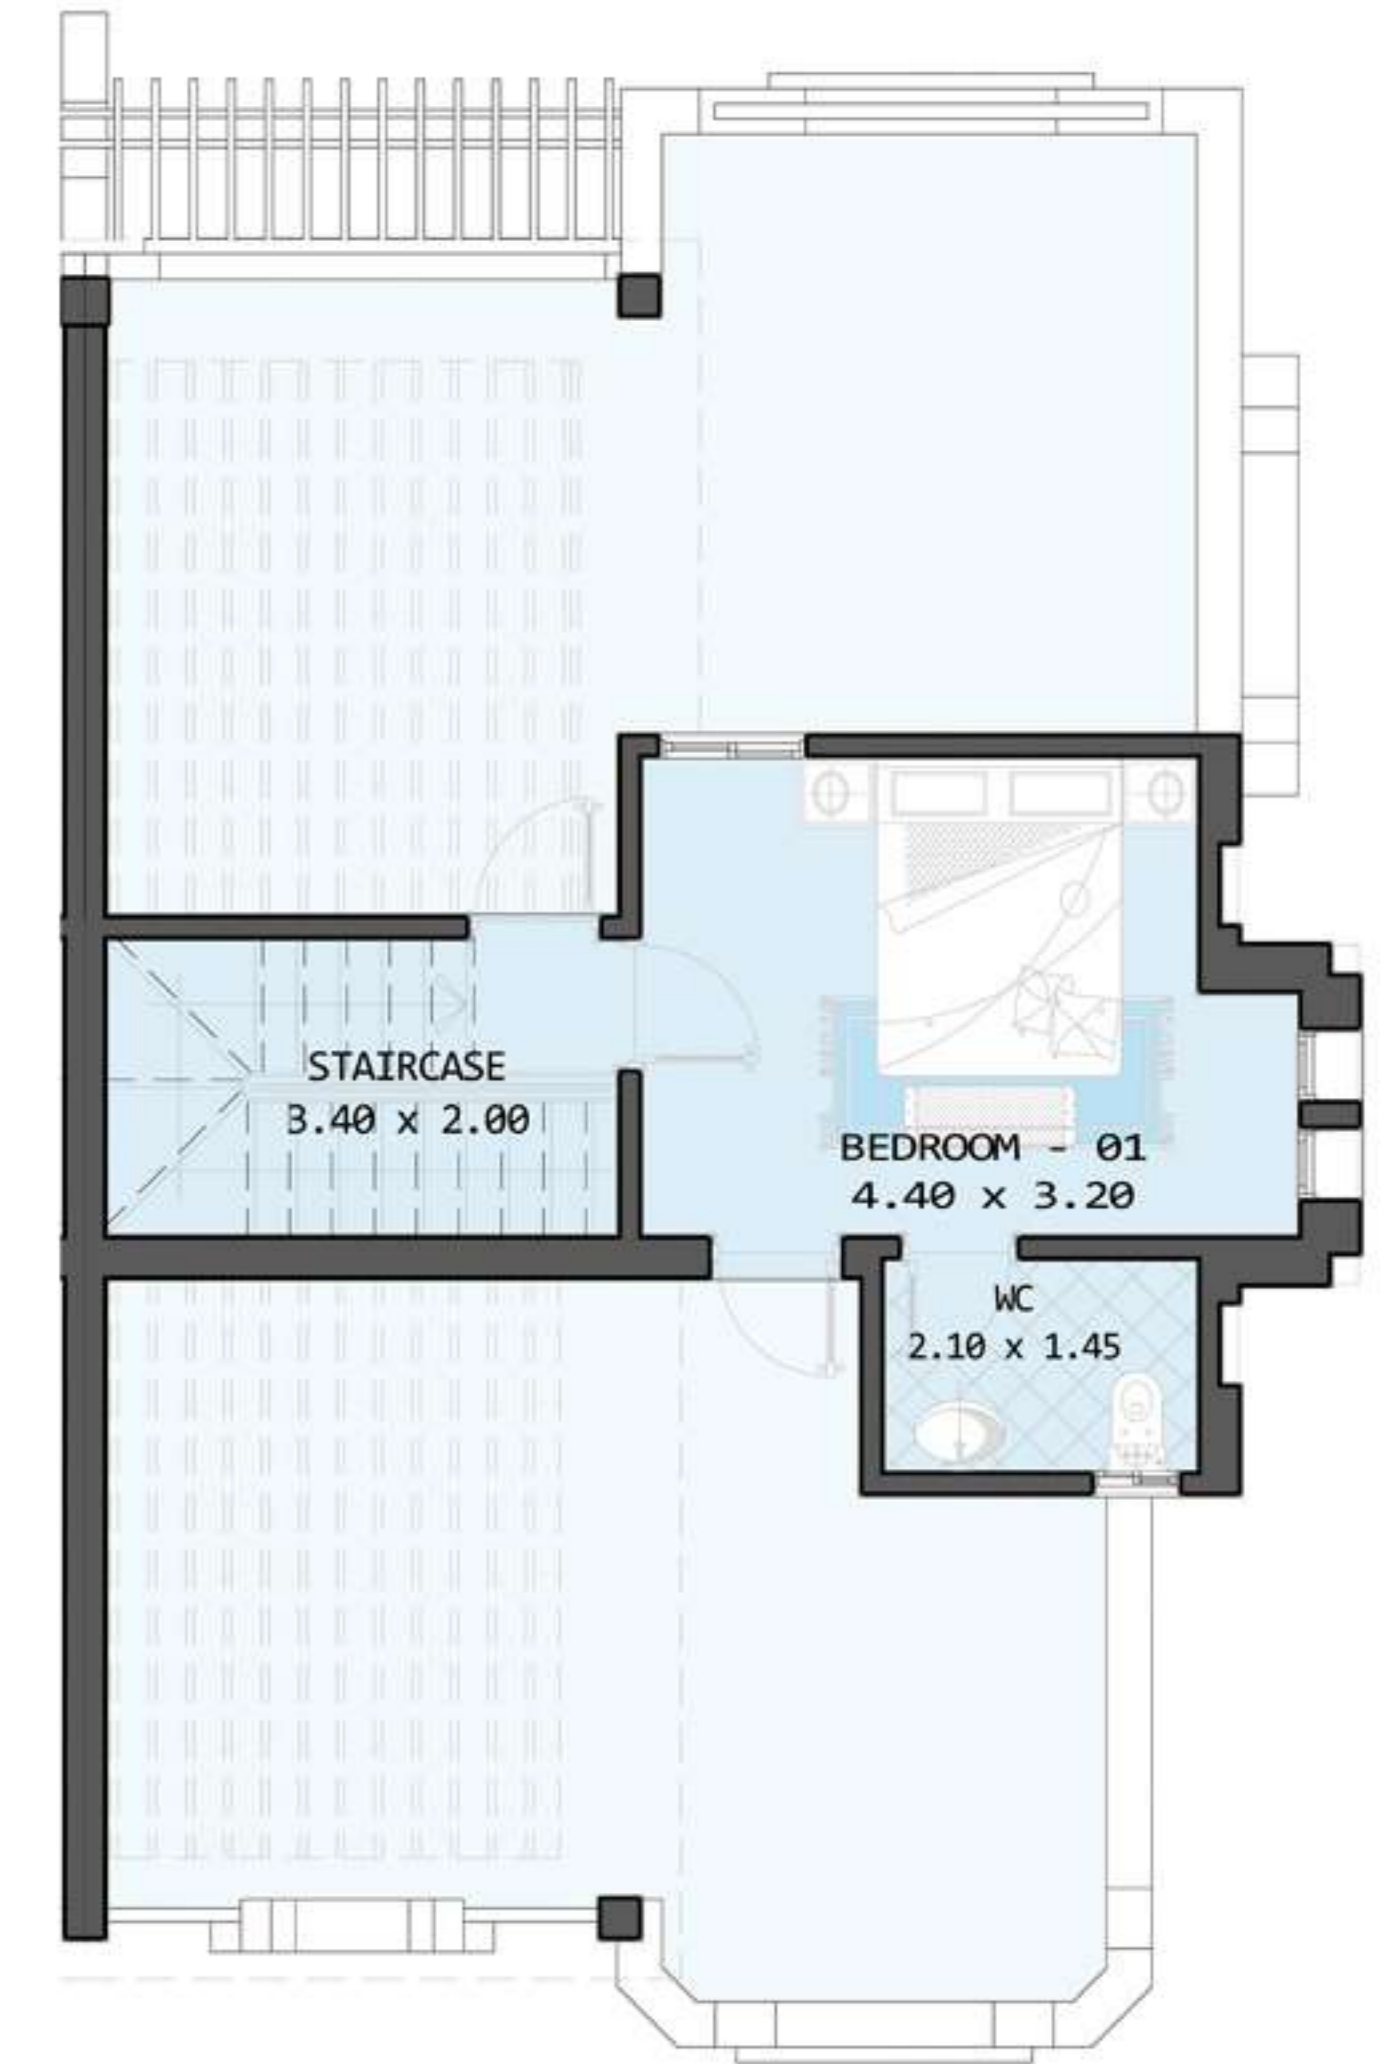 STAIRCASE
3.40 x 2.00
BEDROOM - 01
4.40 x 3.20
WC
2.10 x 1.45